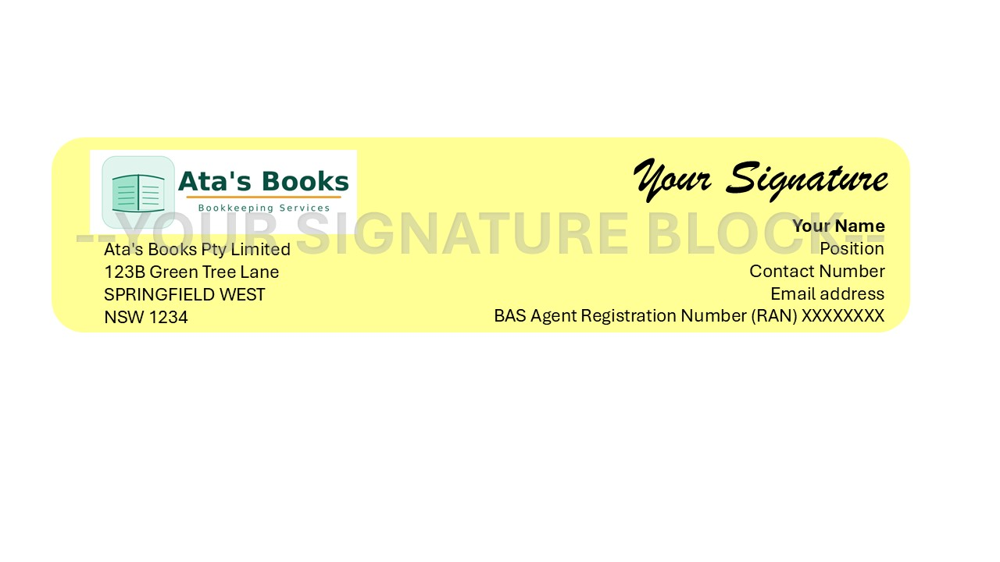 Ata's Books
Bookkeeping Services
--YOUR SIGNATURE BLOCK--
Ata's Books Pty Limited
123B Green Tree Lane
SPRINGFIELD WEST
NSW 1234
Your Signature
Your Name
Position
Contact Number
Email address
BAS Agent Registration Number (RAN) XXXXXXXX